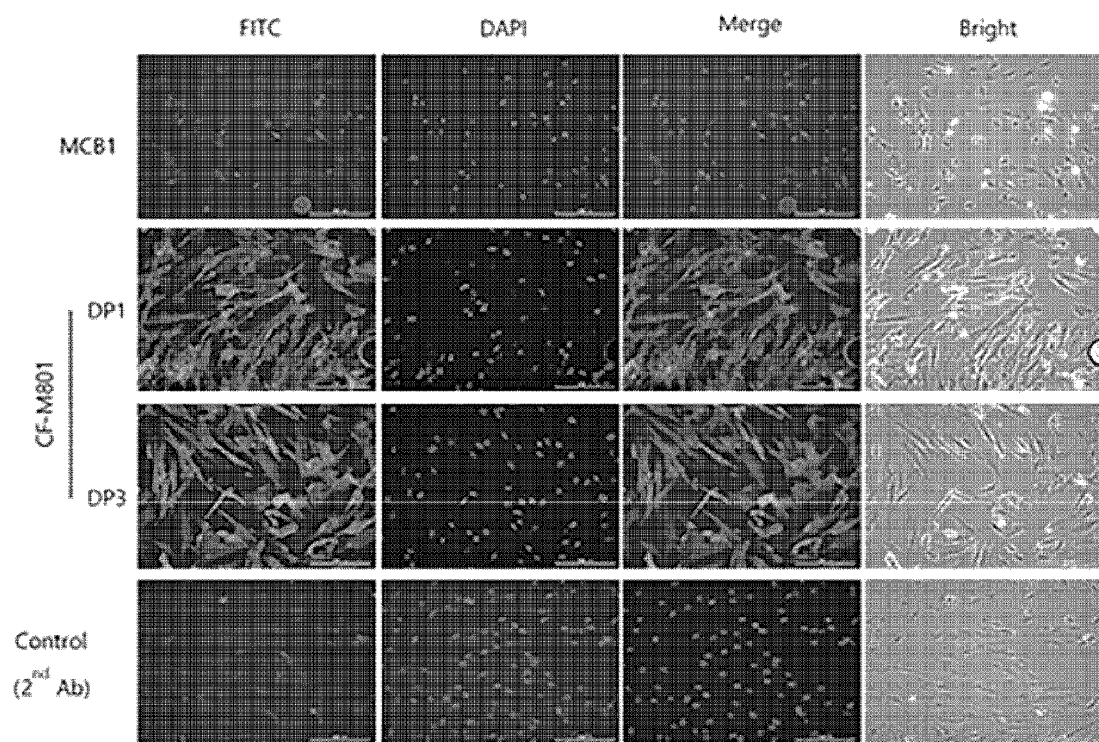 FITC DAPI Merge Bright
MCB1
DP1
CF-M801
DP3
Control
(2nd Ab)